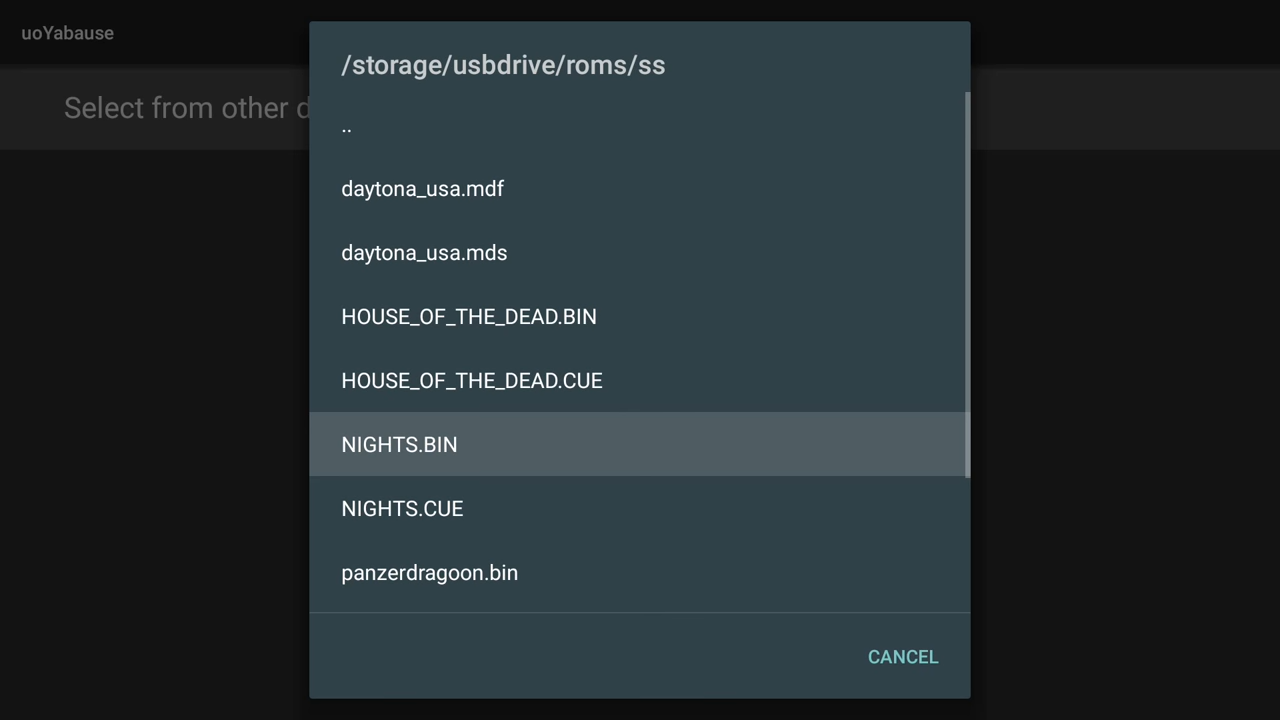 uoYabause
Select from other d
/storage/usbdrive/roms/ss
..
daytona_usa.mdf
daytona_usa.mds
HOUSE_OF_THE_DEAD.BIN
HOUSE_OF_THE_DEAD.CUE
NIGHTS.BIN
NIGHTS.CUE
panzerdragoon.bin
CANCEL